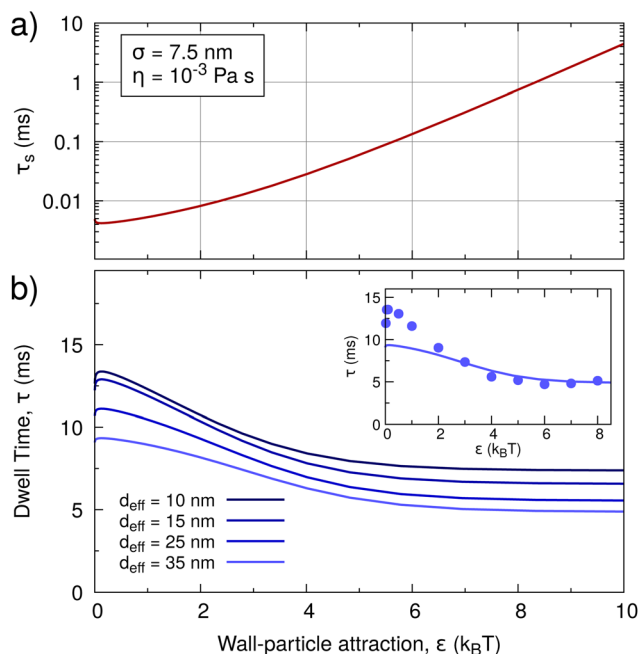 a)
σ = 7.5 nm
η = 10⁻³ Pa s
τₛ (ms)
10
1
0.1
0.01
b)
Dwell Time, τ (ms)
15
10
5
0
τ (ms)
15
10
5
0
0 2 4 6 8
ε (k_BT)
d_eff = 10 nm
d_eff = 15 nm
d_eff = 25 nm
d_eff = 35 nm
0 2 4 6 8 10
Wall-particle attraction, ε (k_BT)